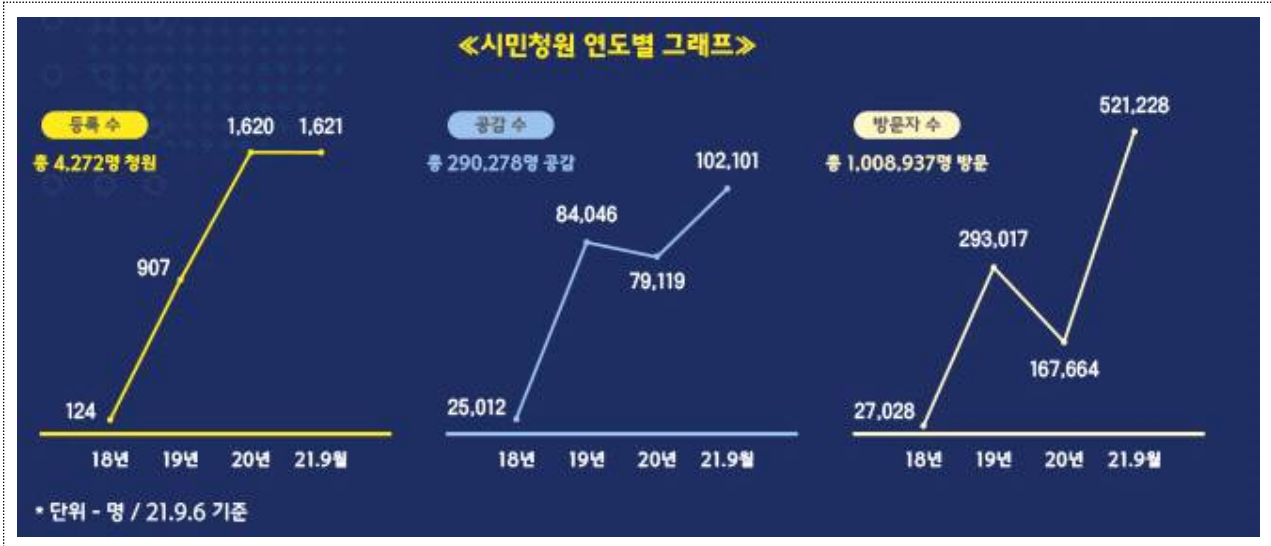 ≪시민청원 연도별 그래프≫
등록 수
총 4,272명 청원
124
907
1,620
1,621
18년 19년 20년 21.9월
공감 수
총 290,278명 공감
25,012
84,046
79,119
102,101
18년 19년 20년 21.9월
방문자 수
총 1,008,937명 방문
27,028
293,017
167,664
521,228
18년 19년 20년 21.9월
* 단위 - 명 / 21.9.6 기준